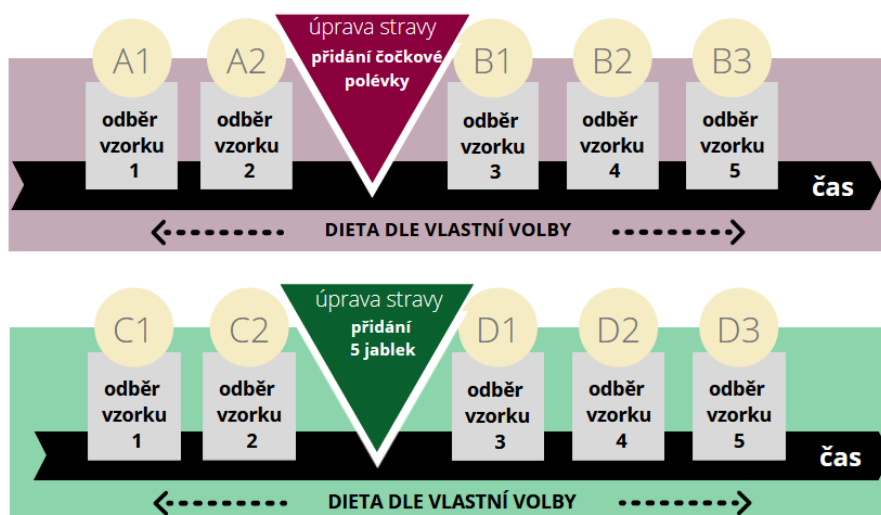 úprava stravy
přidání čočkové
polévky
A1
A2
B1
B2
B3
odběr
vzorku
1
odběr
vzorku
2
odběr
vzorku
3
odběr
vzorku
4
odběr
vzorku
5
čas
DIETA DLE VLASTNÍ VOLBY
úprava stravy
přidání
5 jablek
C1
C2
D1
D2
D3
odběr
vzorku
1
odběr
vzorku
2
odběr
vzorku
3
odběr
vzorku
4
odběr
vzorku
5
čas
DIETA DLE VLASTNÍ VOLBY